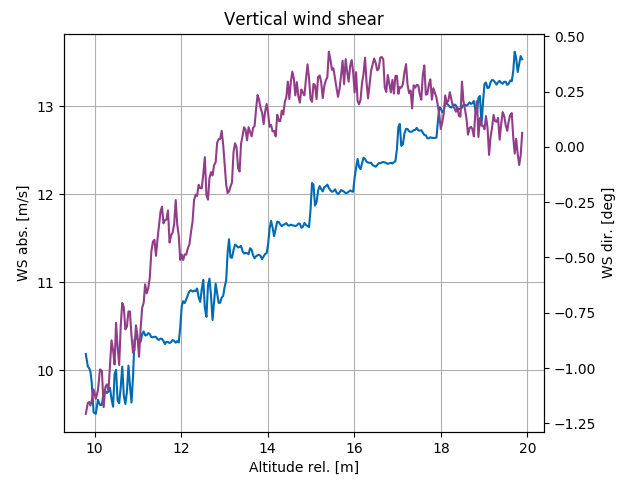 Vertical wind shear
WS abs. [m/s]
13
12
11
10
0.50
0.25
0.00
−0.25
−0.50
−0.75
−1.00
−1.25
WS dir. [deg]
10 12 14 16 18 20
Altitude rel. [m]